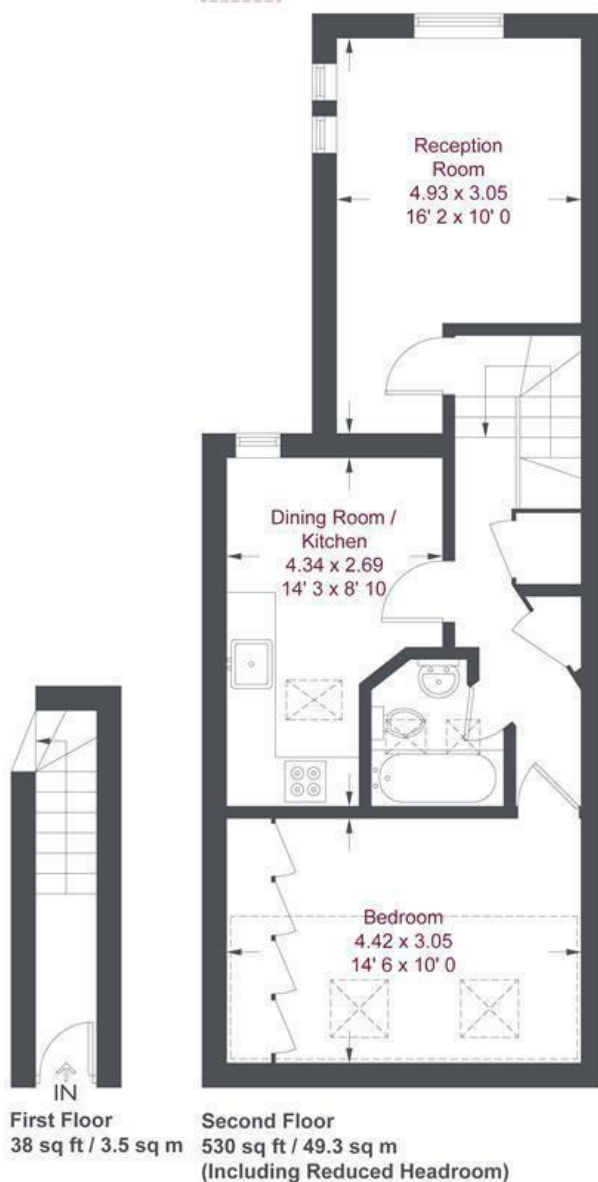 Reception
Room
4.93 x 3.05
16' 2 x 10' 0
Dining Room /
Kitchen
4.34 x 2.69
14' 3 x 8' 10
Bedroom
4.42 x 3.05
14' 6 x 10' 0
IN
First Floor
38 sq ft / 3.5 sq m
Second Floor
530 sq ft / 49.3 sq m
(Including Reduced Headroom)